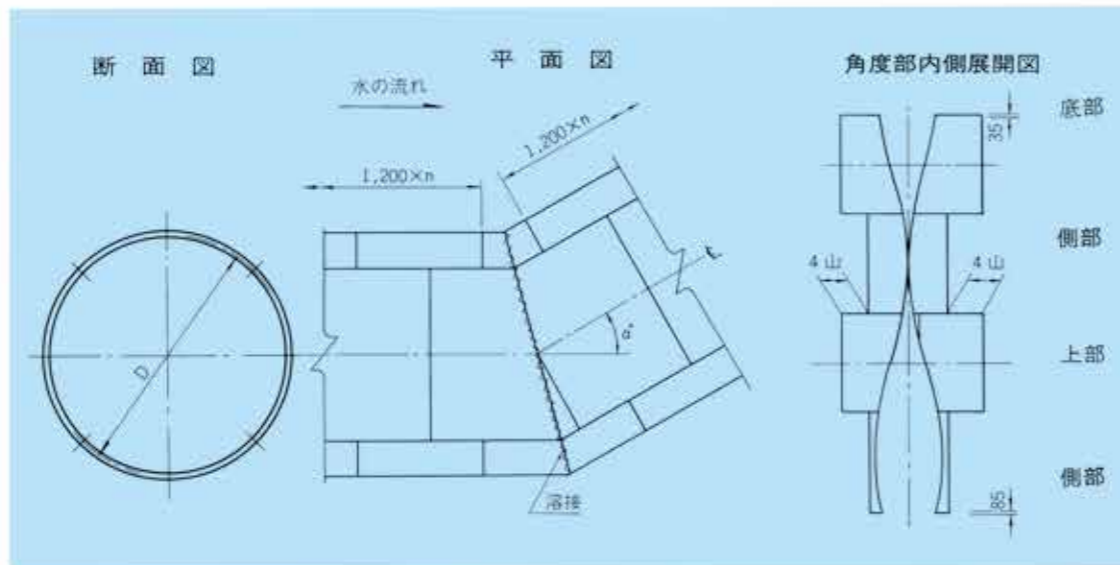 断面図
平面図
角度部内側展開図
水の流れ
1,200×n
1,200×n
D
α°
℄
溶接
35
底部
側部
4山
4山
上部
側部
85